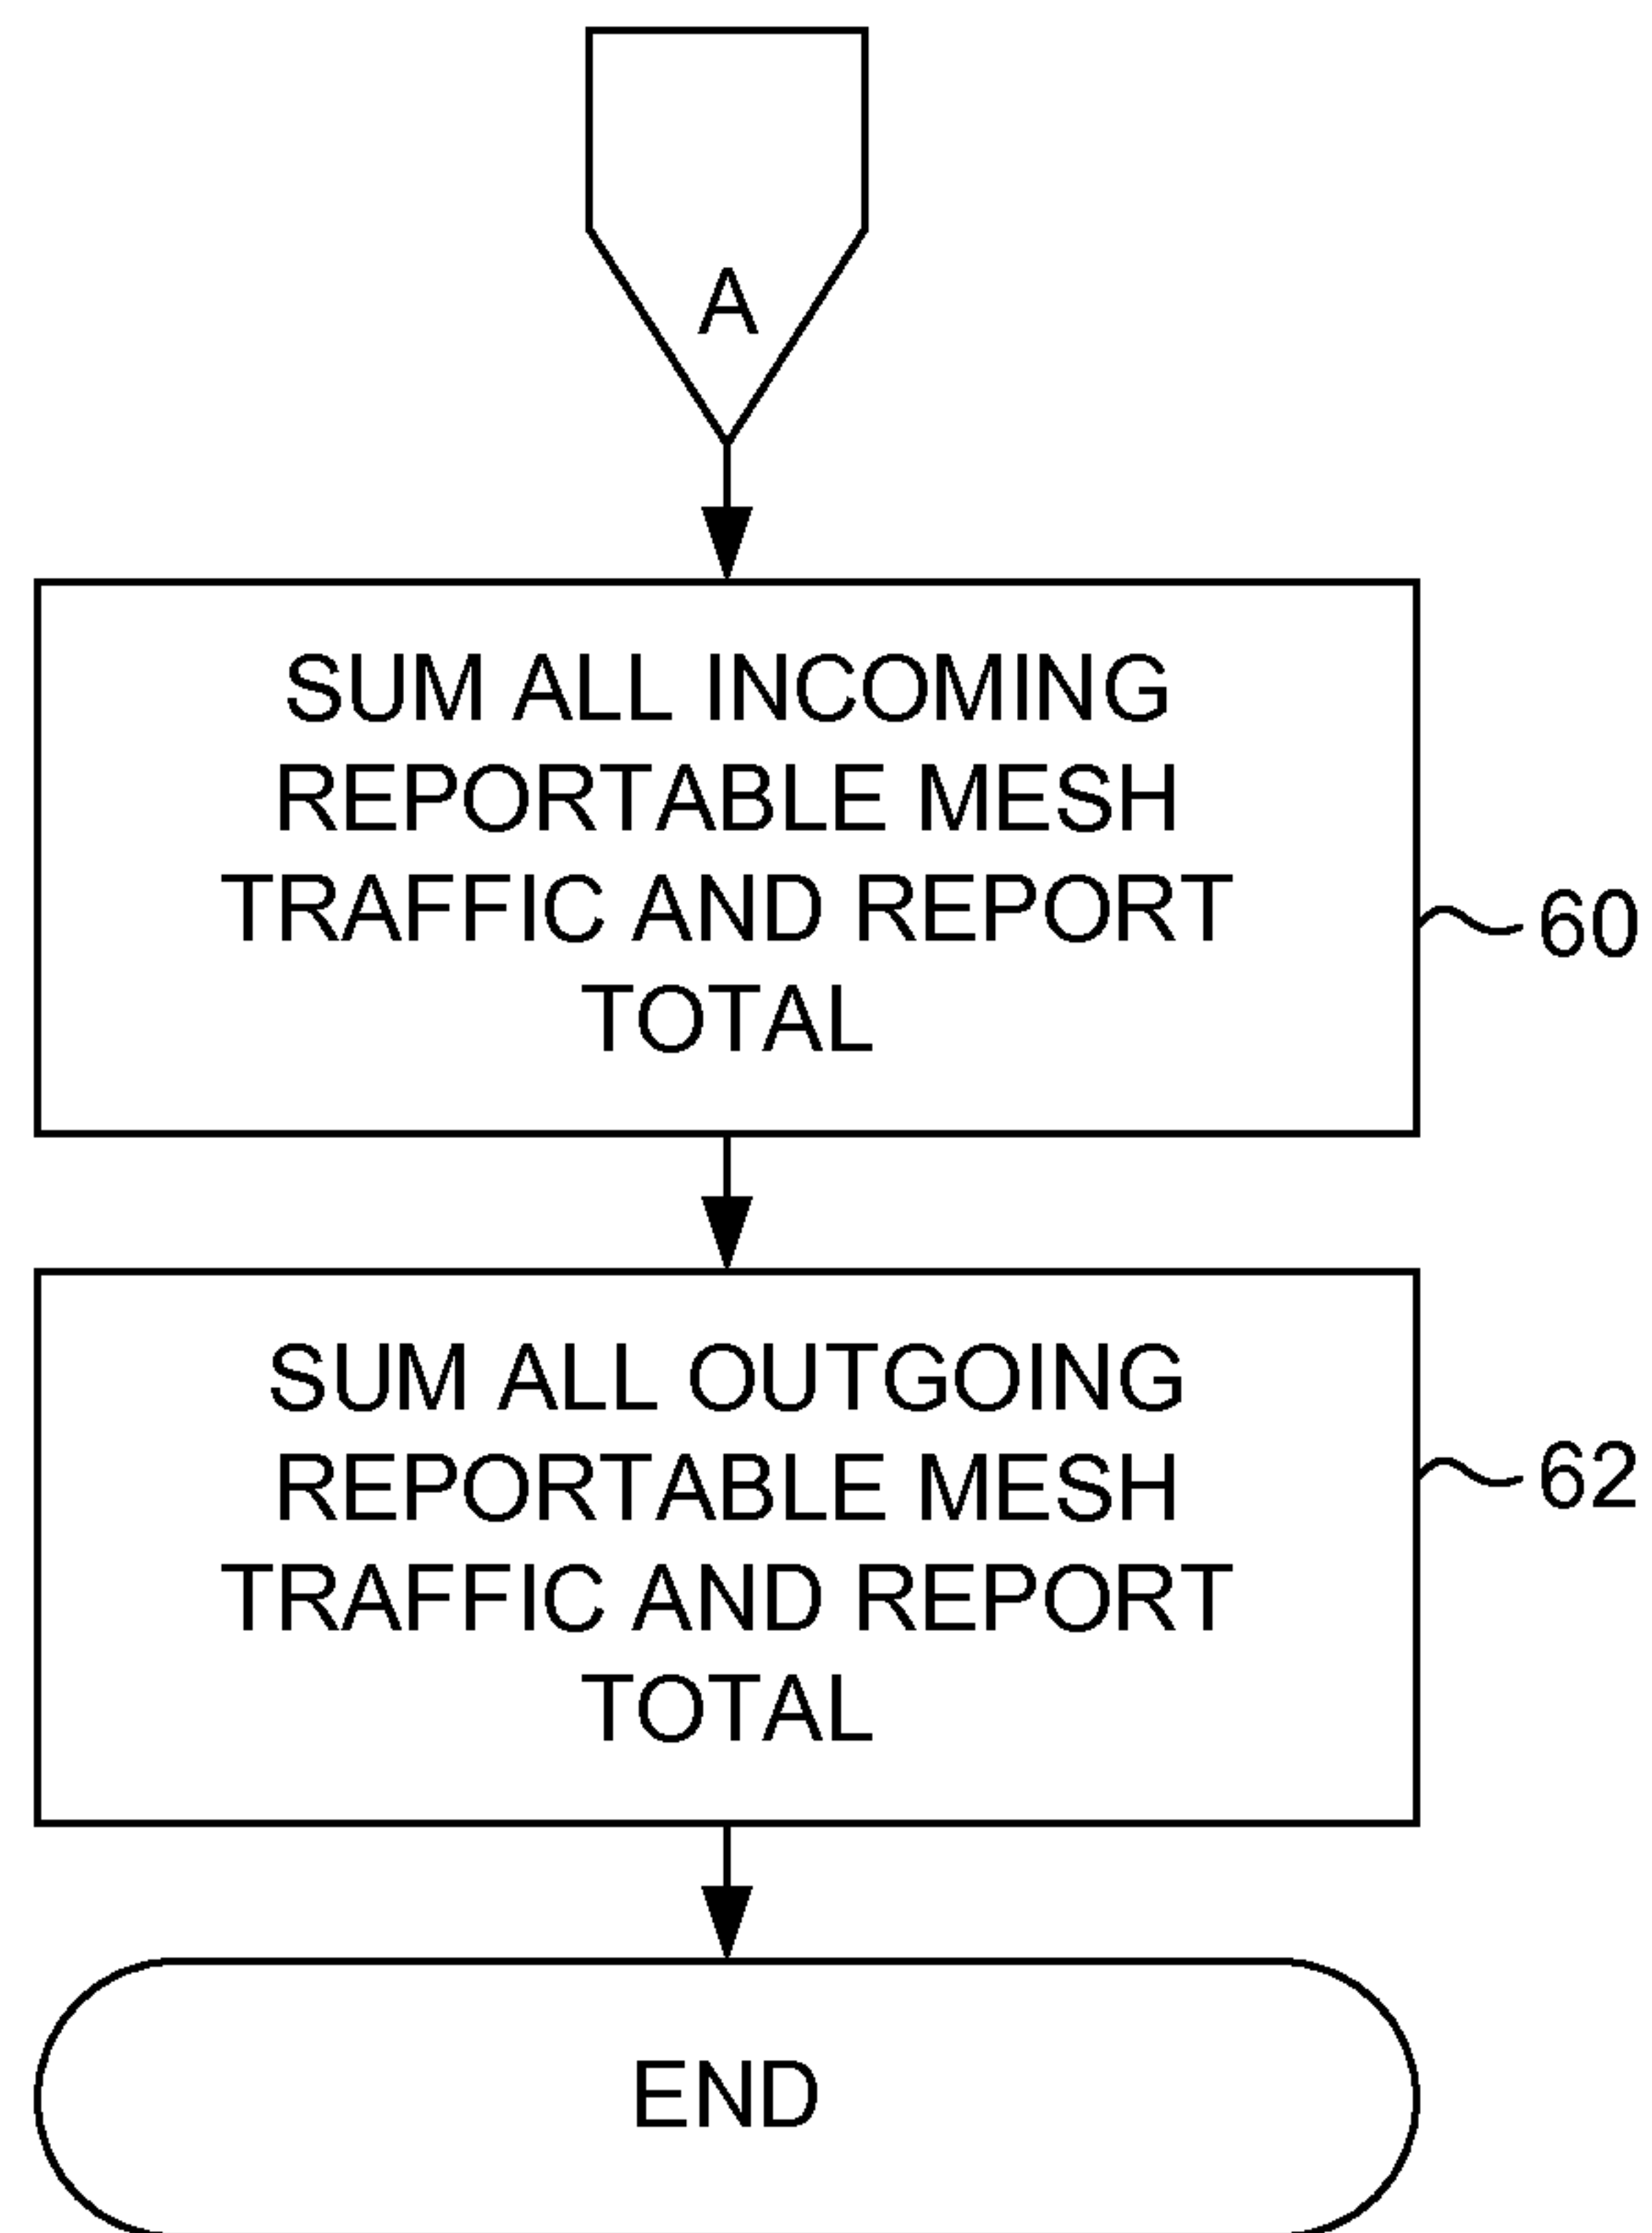 A
SUM ALL INCOMING
REPORTABLE MESH
TRAFFIC AND REPORT
TOTAL
60
SUM ALL OUTGOING
REPORTABLE MESH
TRAFFIC AND REPORT
TOTAL
62
END